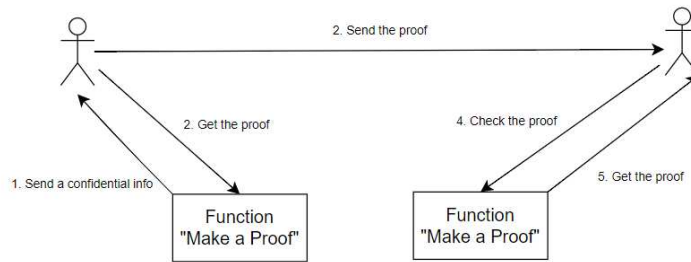 2. Send the proof
2. Get the proof
4. Check the proof
1. Send a confidential info
5. Get the proof
Function
"Make a Proof"
Function
"Make a Proof"